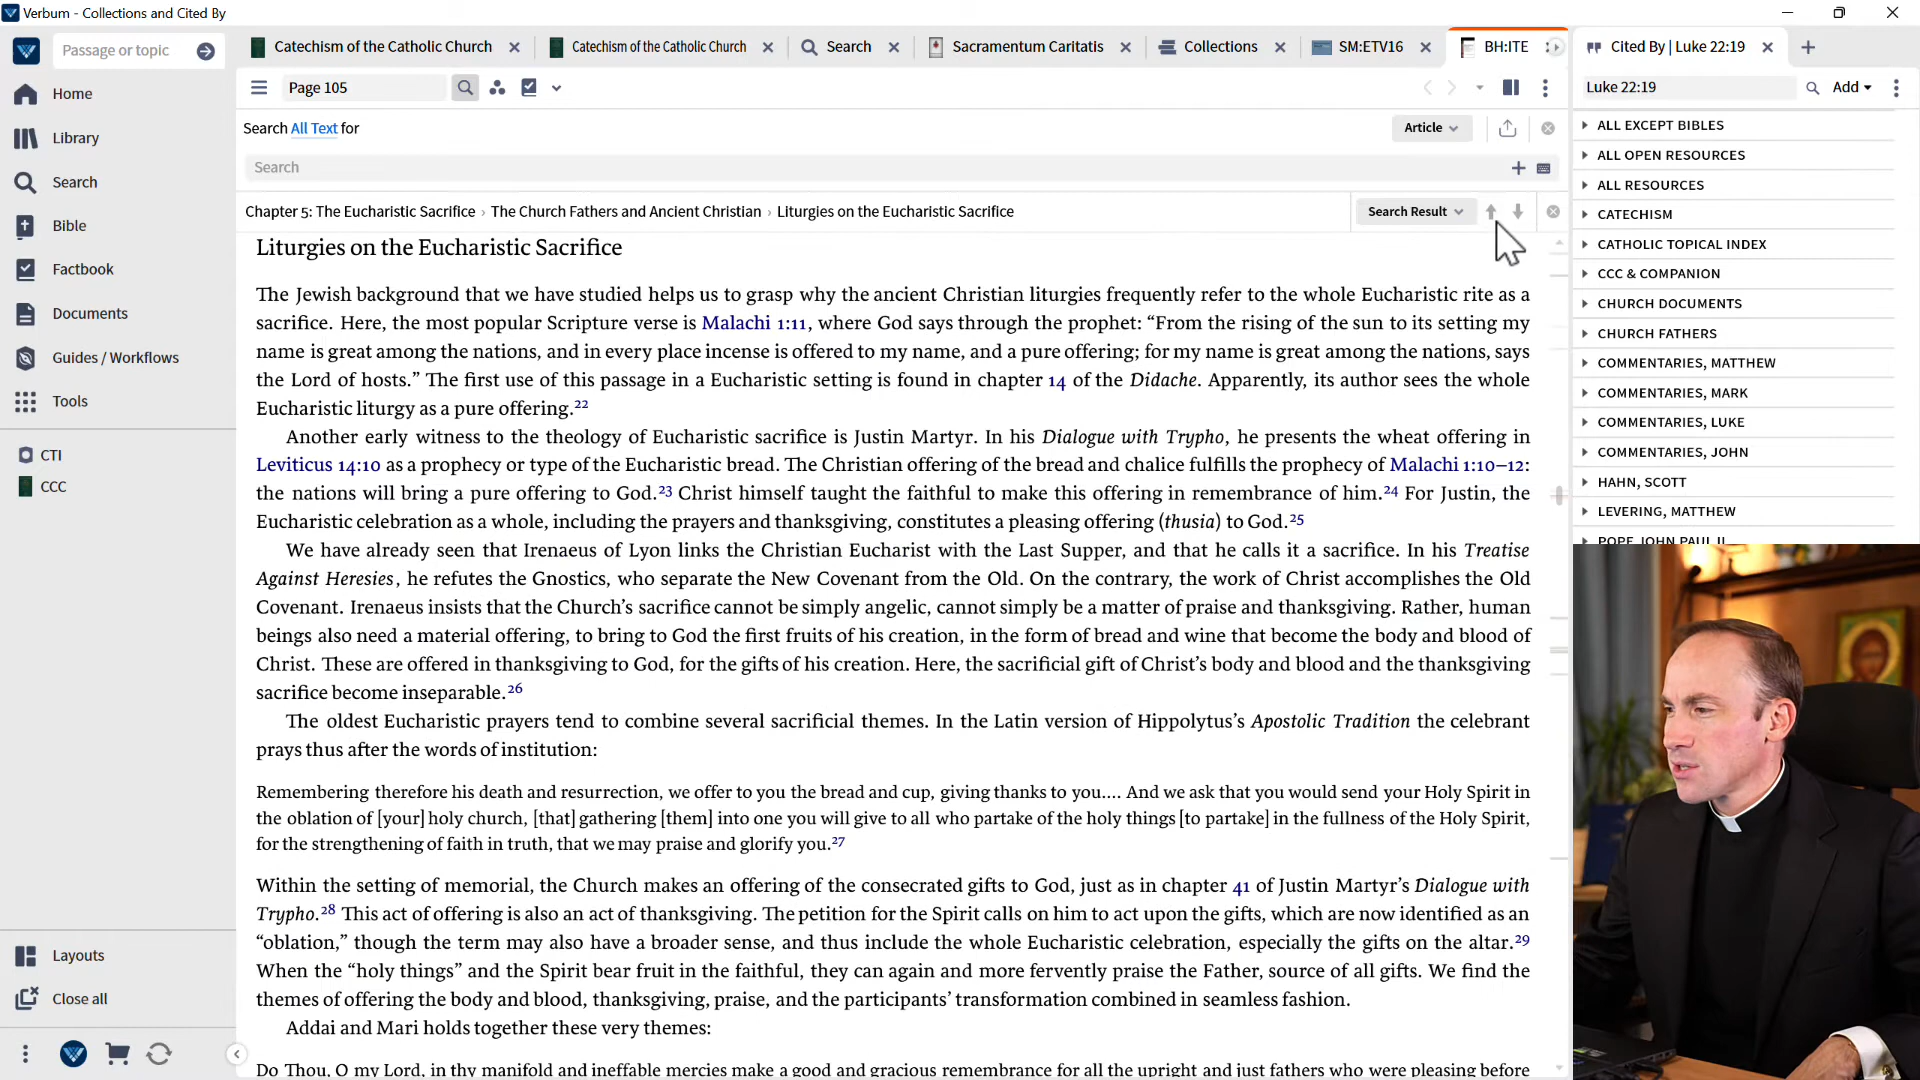 Verbum - Collections and Cited By
Passage or topic
Home
Library
Search
Bible
Factbook
Documents
Guides / Workflows
Tools
CTI
CCC
Layouts
Close all
Catechism of the Catholic Church
Catechism of the Catholic Church
Search
Sacramentum Caritatis
Collections
SM:ETV16
BH:ITE
Page 105
Search All Text for
Article
Search
Chapter 5: The Eucharistic Sacrifice › The Church Fathers and Ancient Christian › Liturgies on the Eucharistic Sacrifice
Search Result
Liturgies on the Eucharistic Sacrifice
The Jewish background that we have studied helps us to grasp why the ancient Christian liturgies frequently refer to the whole Eucharistic rite as a
sacrifice. Here, the most popular Scripture verse is Malachi 1:11, where God says through the prophet: “From the rising of the sun to its setting my
name is great among the nations, and in every place incense is offered to my name, and a pure offering; for my name is great among the nations, says
the Lord of hosts.” The first use of this passage in a Eucharistic setting is found in chapter 14 of the Didache. Apparently, its author sees the whole
Eucharistic liturgy as a pure offering.22
Another early witness to the theology of Eucharistic sacrifice is Justin Martyr. In his Dialogue with Trypho, he presents the wheat offering in
Leviticus 14:10 as a prophecy or type of the Eucharistic bread. The Christian offering of the bread and chalice fulfills the prophecy of Malachi 1:10–12:
the nations will bring a pure offering to God.23 Christ himself taught the faithful to make this offering in remembrance of him.24 For Justin, the
Eucharistic celebration as a whole, including the prayers and thanksgiving, constitutes a pleasing offering (thusia) to God.25
We have already seen that Irenaeus of Lyon links the Christian Eucharist with the Last Supper, and that he calls it a sacrifice. In his Treatise
Against Heresies, he refutes the Gnostics, who separate the New Covenant from the Old. On the contrary, the work of Christ accomplishes the Old
Covenant. Irenaeus insists that the Church’s sacrifice cannot be simply angelic, cannot simply be a matter of praise and thanksgiving. Rather, human
beings also need a material offering, to bring to God the first fruits of his creation, in the form of bread and wine that become the body and blood of
Christ. These are offered in thanksgiving to God, for the gifts of his creation. Here, the sacrificial gift of Christ’s body and blood and the thanksgiving
sacrifice become inseparable.26
The oldest Eucharistic prayers tend to combine several sacrificial themes. In the Latin version of Hippolytus’s Apostolic Tradition the celebrant
prays thus after the words of institution:
Remembering therefore his death and resurrection, we offer to you the bread and cup, giving thanks to you.… And we ask that you would send your Holy Spirit in
the oblation of [your] holy church, [that] gathering [them] into one you will give to all who partake of the holy things [to partake] in the fullness of the Holy Spirit,
for the strengthening of faith in truth, that we may praise and glorify you.27
Within the setting of memorial, the Church makes an offering of the consecrated gifts to God, just as in chapter 41 of Justin Martyr’s Dialogue with
Trypho.28 This act of offering is also an act of thanksgiving. The petition for the Spirit calls on him to act upon the gifts, which are now identified as an
“oblation,” though the term may also have a broader sense, and thus include the whole Eucharistic celebration, especially the gifts on the altar.29
When the “holy things” and the Spirit bear fruit in the faithful, they can again and more fervently praise the Father, source of all gifts. We find the
themes of offering the body and blood, thanksgiving, praise, and the participants’ transformation combined in seamless fashion.
Addai and Mari holds together these very themes:
Do Thou, O my Lord, in thy manifold and ineffable mercies make a good and gracious remembrance for all the upright and just fathers who were pleasing before
Cited By | Luke 22:19
Luke 22:19
Add
ALL EXCEPT BIBLES
ALL OPEN RESOURCES
ALL RESOURCES
CATECHISM
CATHOLIC TOPICAL INDEX
CCC & COMPANION
CHURCH DOCUMENTS
CHURCH FATHERS
COMMENTARIES, MATTHEW
COMMENTARIES, MARK
COMMENTARIES, LUKE
COMMENTARIES, JOHN
HAHN, SCOTT
LEVERING, MATTHEW
POPE JOHN PAUL II